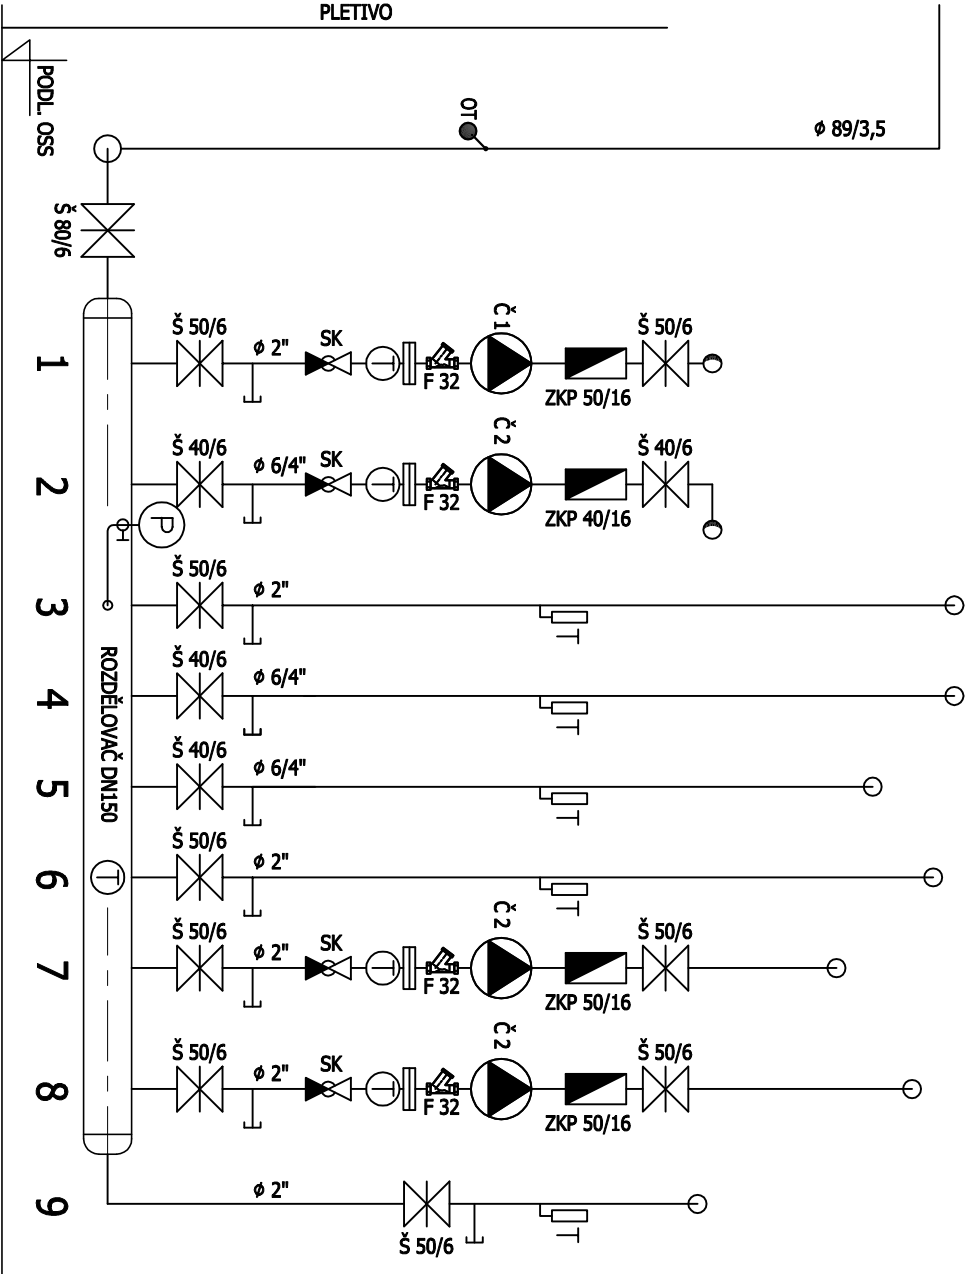 PLETIVO
PODL. OSS
OT
ϕ 89/3,5
Š 80/6
1
Š 50/6
ϕ 2"
SK
T
F 32
Č 1
ZKP 50/16
Š 50/6
2
Š 40/6
ϕ 6/4"
SK
T
F 32
Č 2
ZKP 40/16
Š 40/6
P
3
Š 50/6
ϕ 2"
T
4
Š 40/6
ϕ 6/4"
T
ROZDĚLOVAČ DN150
5
Š 40/6
ϕ 6/4"
T
6
T
Š 50/6
ϕ 2"
T
7
Š 50/6
ϕ 2"
SK
T
F 32
Č 2
ZKP 50/16
Š 50/6
8
Š 50/6
ϕ 2"
SK
T
F 32
Č 2
ZKP 50/16
Š 50/6
9
ϕ 2"
Š 50/6
T